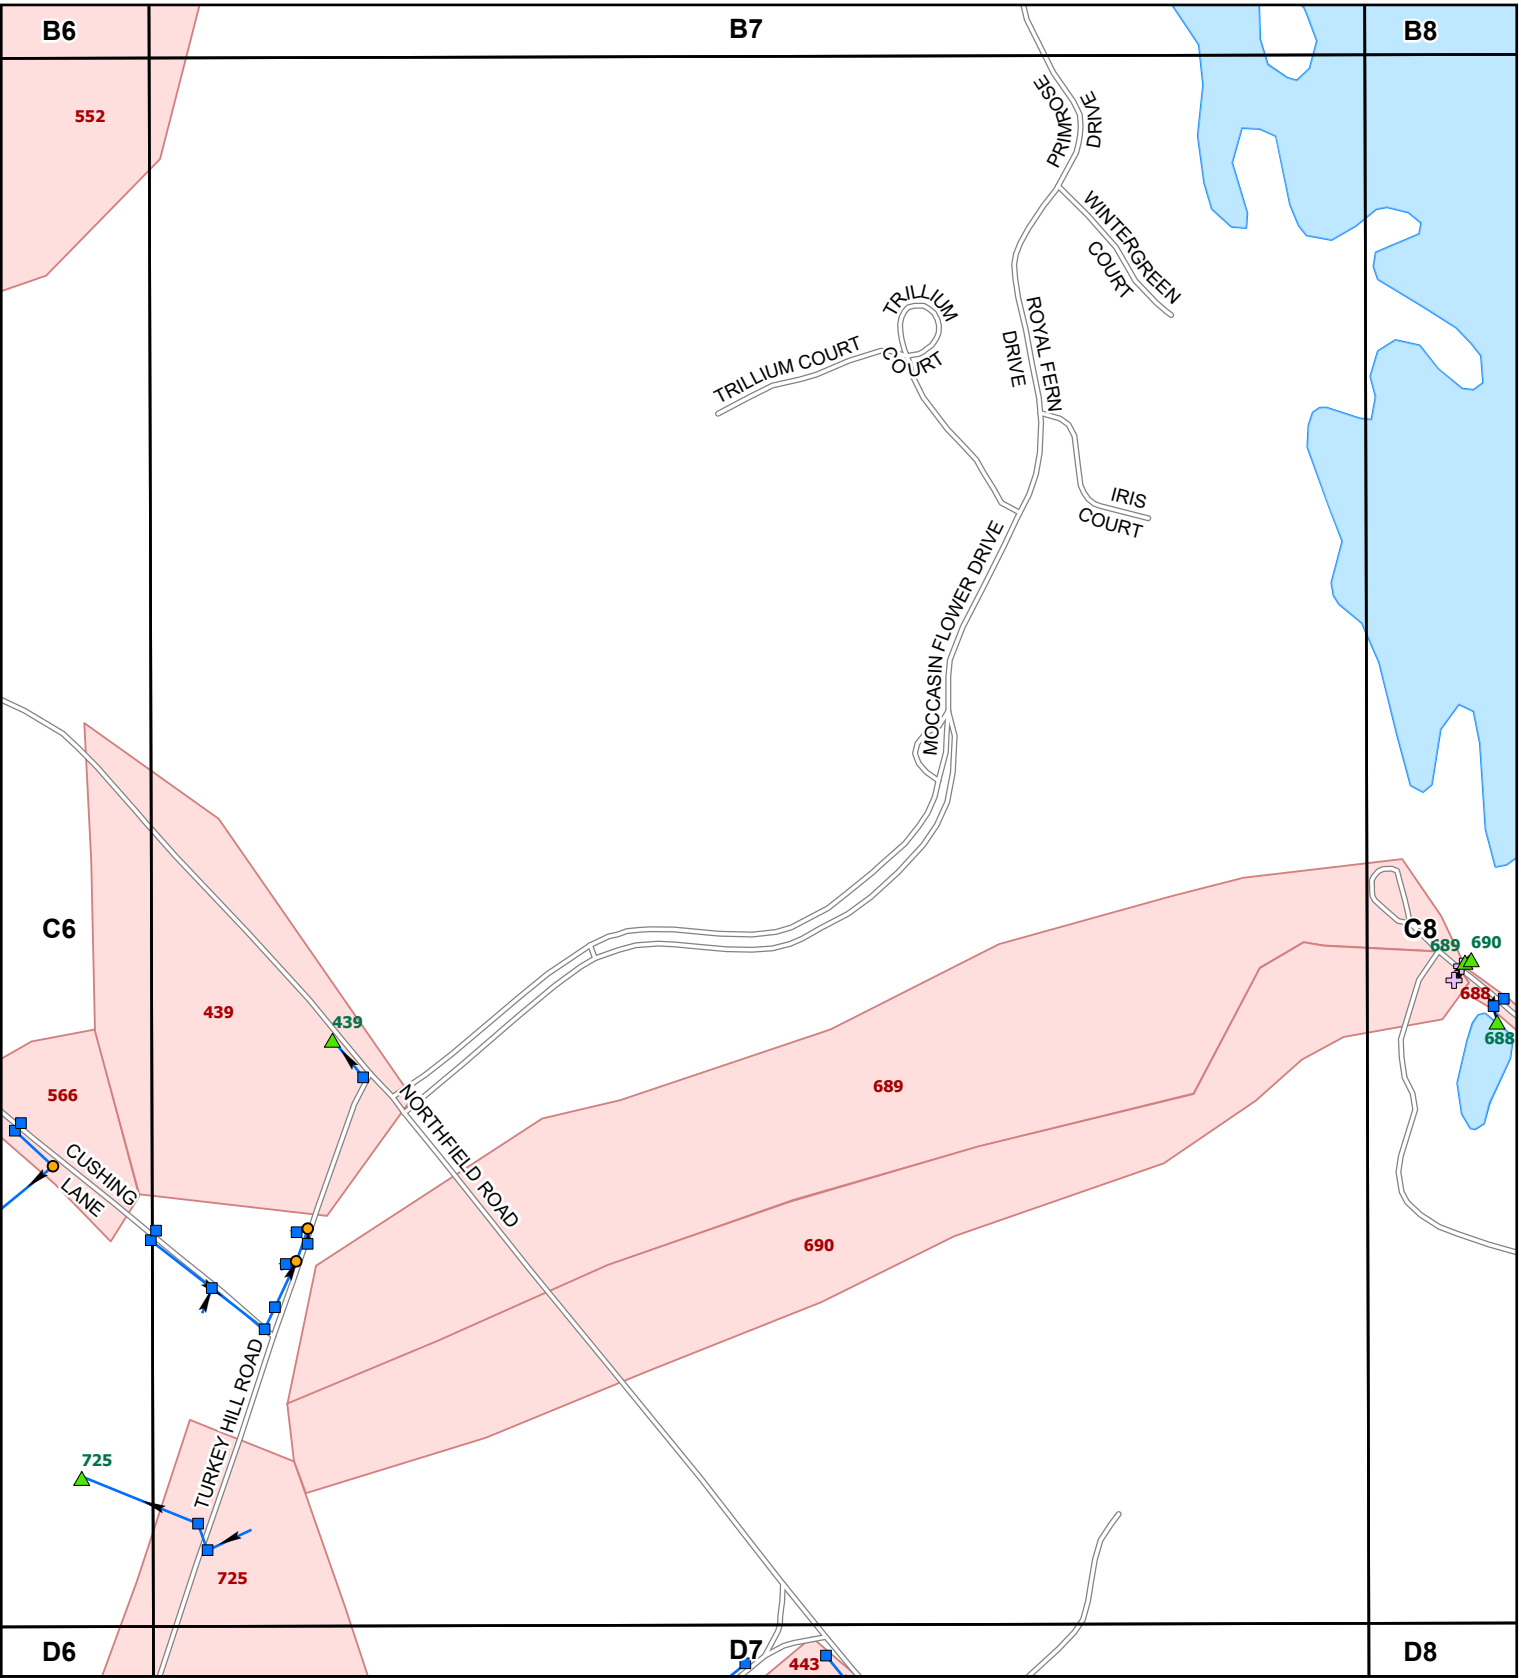 B6
B7
B8
552
PRIMROSE
DRIVE
WINTERGREEN
COURT
TRILLIUM
COURT
TRILLIUM COURT
ROYAL FERN
DRIVE
IRIS
COURT
MOCCASIN FLOWER DRIVE
C6
C8
689
690
439
439
688
688
566
689
NORTHFIELD ROAD
CUSHING
LANE
690
TURKEY HILL ROAD
725
725
D6
D7
D8
443